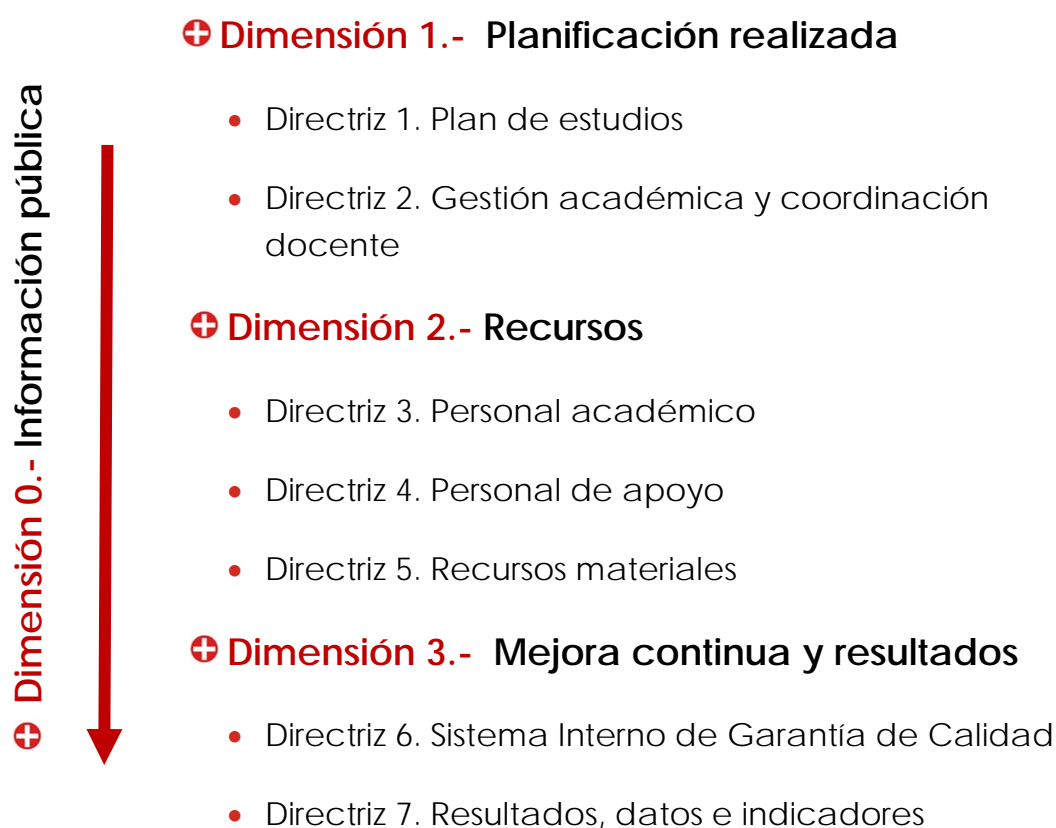 Dimensión 0.- Información pública
Dimensión 1.- Planificación realizada
Directriz 1. Plan de estudios
Directriz 2. Gestión académica y coordinación
docente
Dimensión 2.- Recursos
Directriz 3. Personal académico
Directriz 4. Personal de apoyo
Directriz 5. Recursos materiales
Dimensión 3.- Mejora continua y resultados
Directriz 6. Sistema Interno de Garantía de Calidad
Directriz 7. Resultados, datos e indicadores